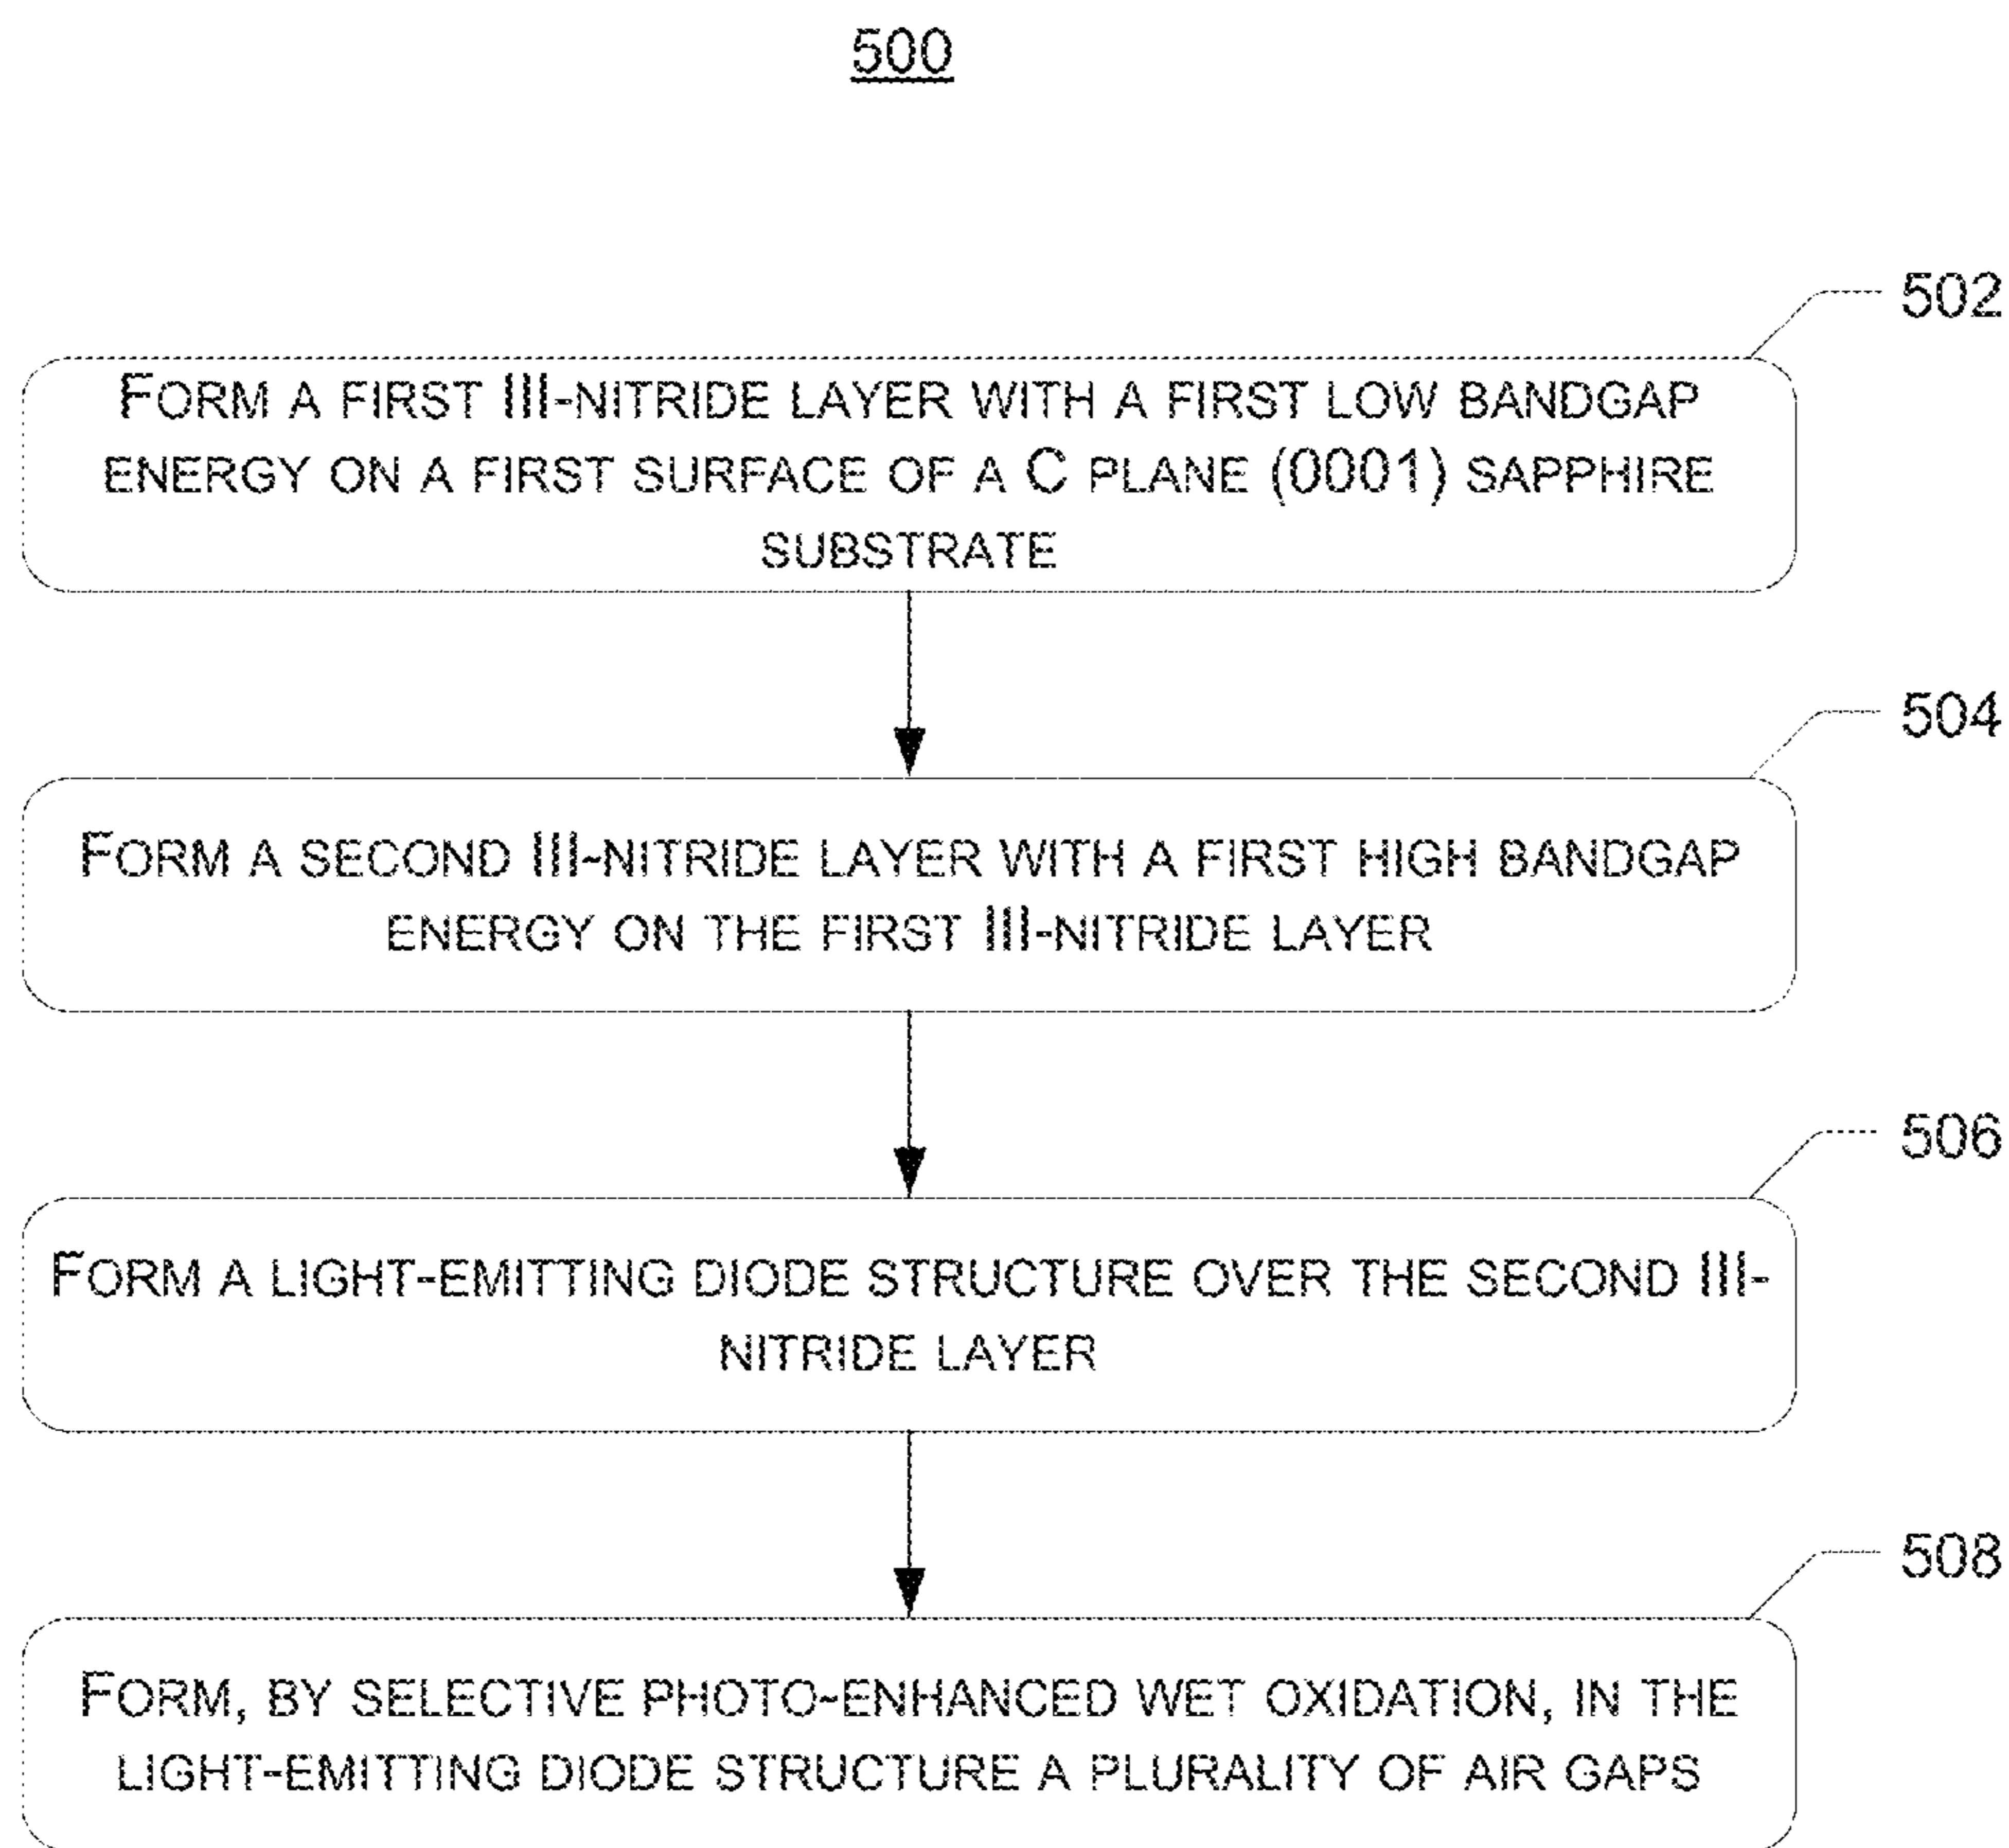 500
502
FORM A FIRST III-NITRIDE LAYER WITH A FIRST LOW BANDGAP
ENERGY ON A FIRST SURFACE OF A C PLANE (0001) SAPPHIRE
SUBSTRATE
504
FORM A SECOND III-NITRIDE LAYER WITH A FIRST HIGH BANDGAP
ENERGY ON THE FIRST III-NITRIDE LAYER
506
FORM A LIGHT-EMITTING DIODE STRUCTURE OVER THE SECOND III-
NITRIDE LAYER
508
FORM, BY SELECTIVE PHOTO-ENHANCED WET OXIDATION, IN THE
LIGHT-EMITTING DIODE STRUCTURE A PLURALITY OF AIR GAPS